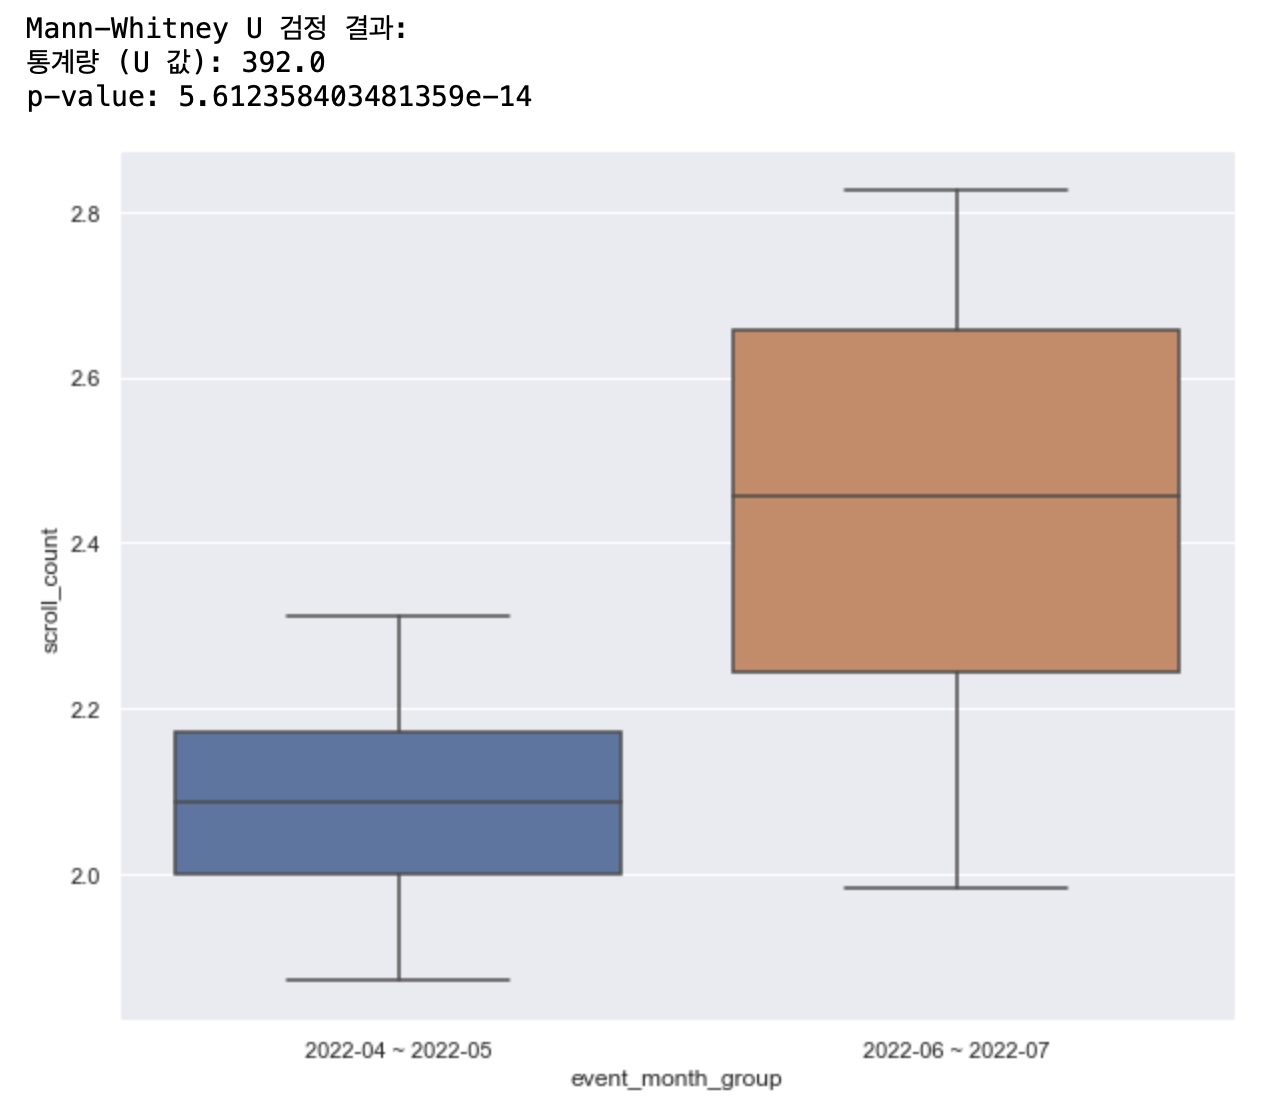 Mann-Whitney U 검정 결과:
통계량 (U 값): 392.0
p-value: 5.612358403481359e-14
2.8
2.6
2.4
2.2
2.0
scroll_count
2022-04 ~ 2022-05
2022-06 ~ 2022-07
event_month_group